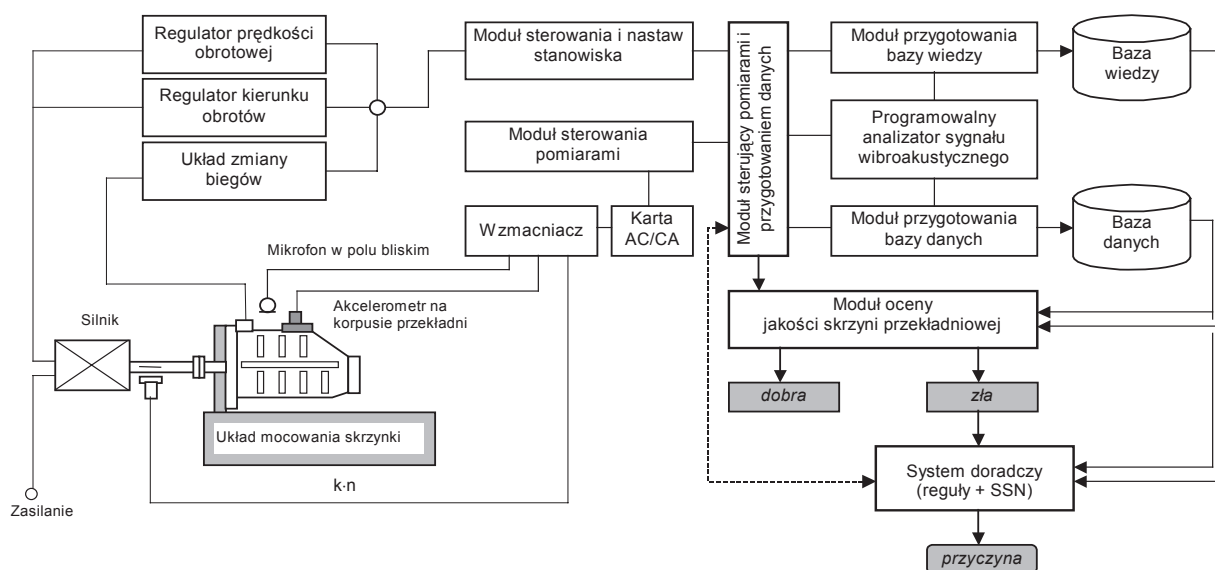 Regulator prędkości
obrotowej
Regulator kierunku
obrotów
Układ zmiany
biegów
Moduł sterowania i nastaw
stanowiska
Moduł sterowania
pomiarami
Wzmacniacz
Karta
AC/CA
Moduł sterujący pomiarami i
przygotowaniem danych
Moduł przygotowania
bazy wiedzy
Programowalny
analizator sygnału
wibroakustycznego
Moduł przygotowania
bazy danych
Baza
wiedzy
Baza
danych
Mikrofon w polu bliskim
Akcelerometr na
korpusie przekładni
Silnik
Układ mocowania skrzynki
k·n
Zasilanie
Moduł oceny
jakości skrzyni przekładniowej
dobra
zła
System doradczy
(reguły + SSN)
przyczyna